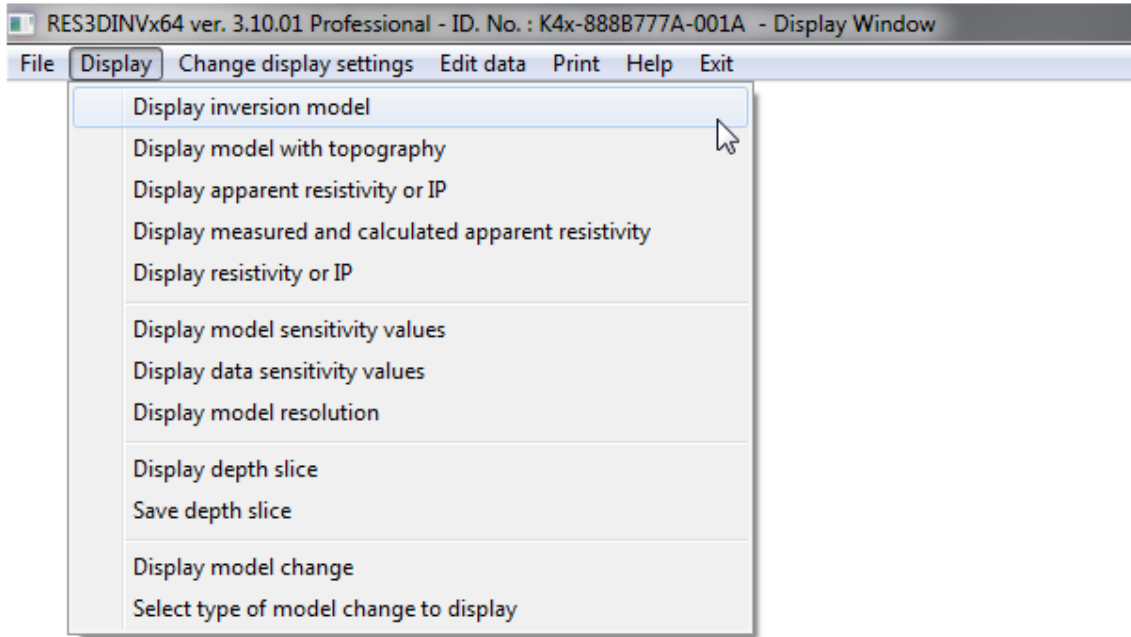 RES3DINVx64 ver. 3.10.01 Professional - ID. No. : K4x-888B777A-001A - Display Window
File Display Change display settings Edit data Print Help Exit
Display inversion model
Display model with topography
Display apparent resistivity or IP
Display measured and calculated apparent resistivity
Display resistivity or IP
Display model sensitivity values
Display data sensitivity values
Display model resolution
Display depth slice
Save depth slice
Display model change
Select type of model change to display